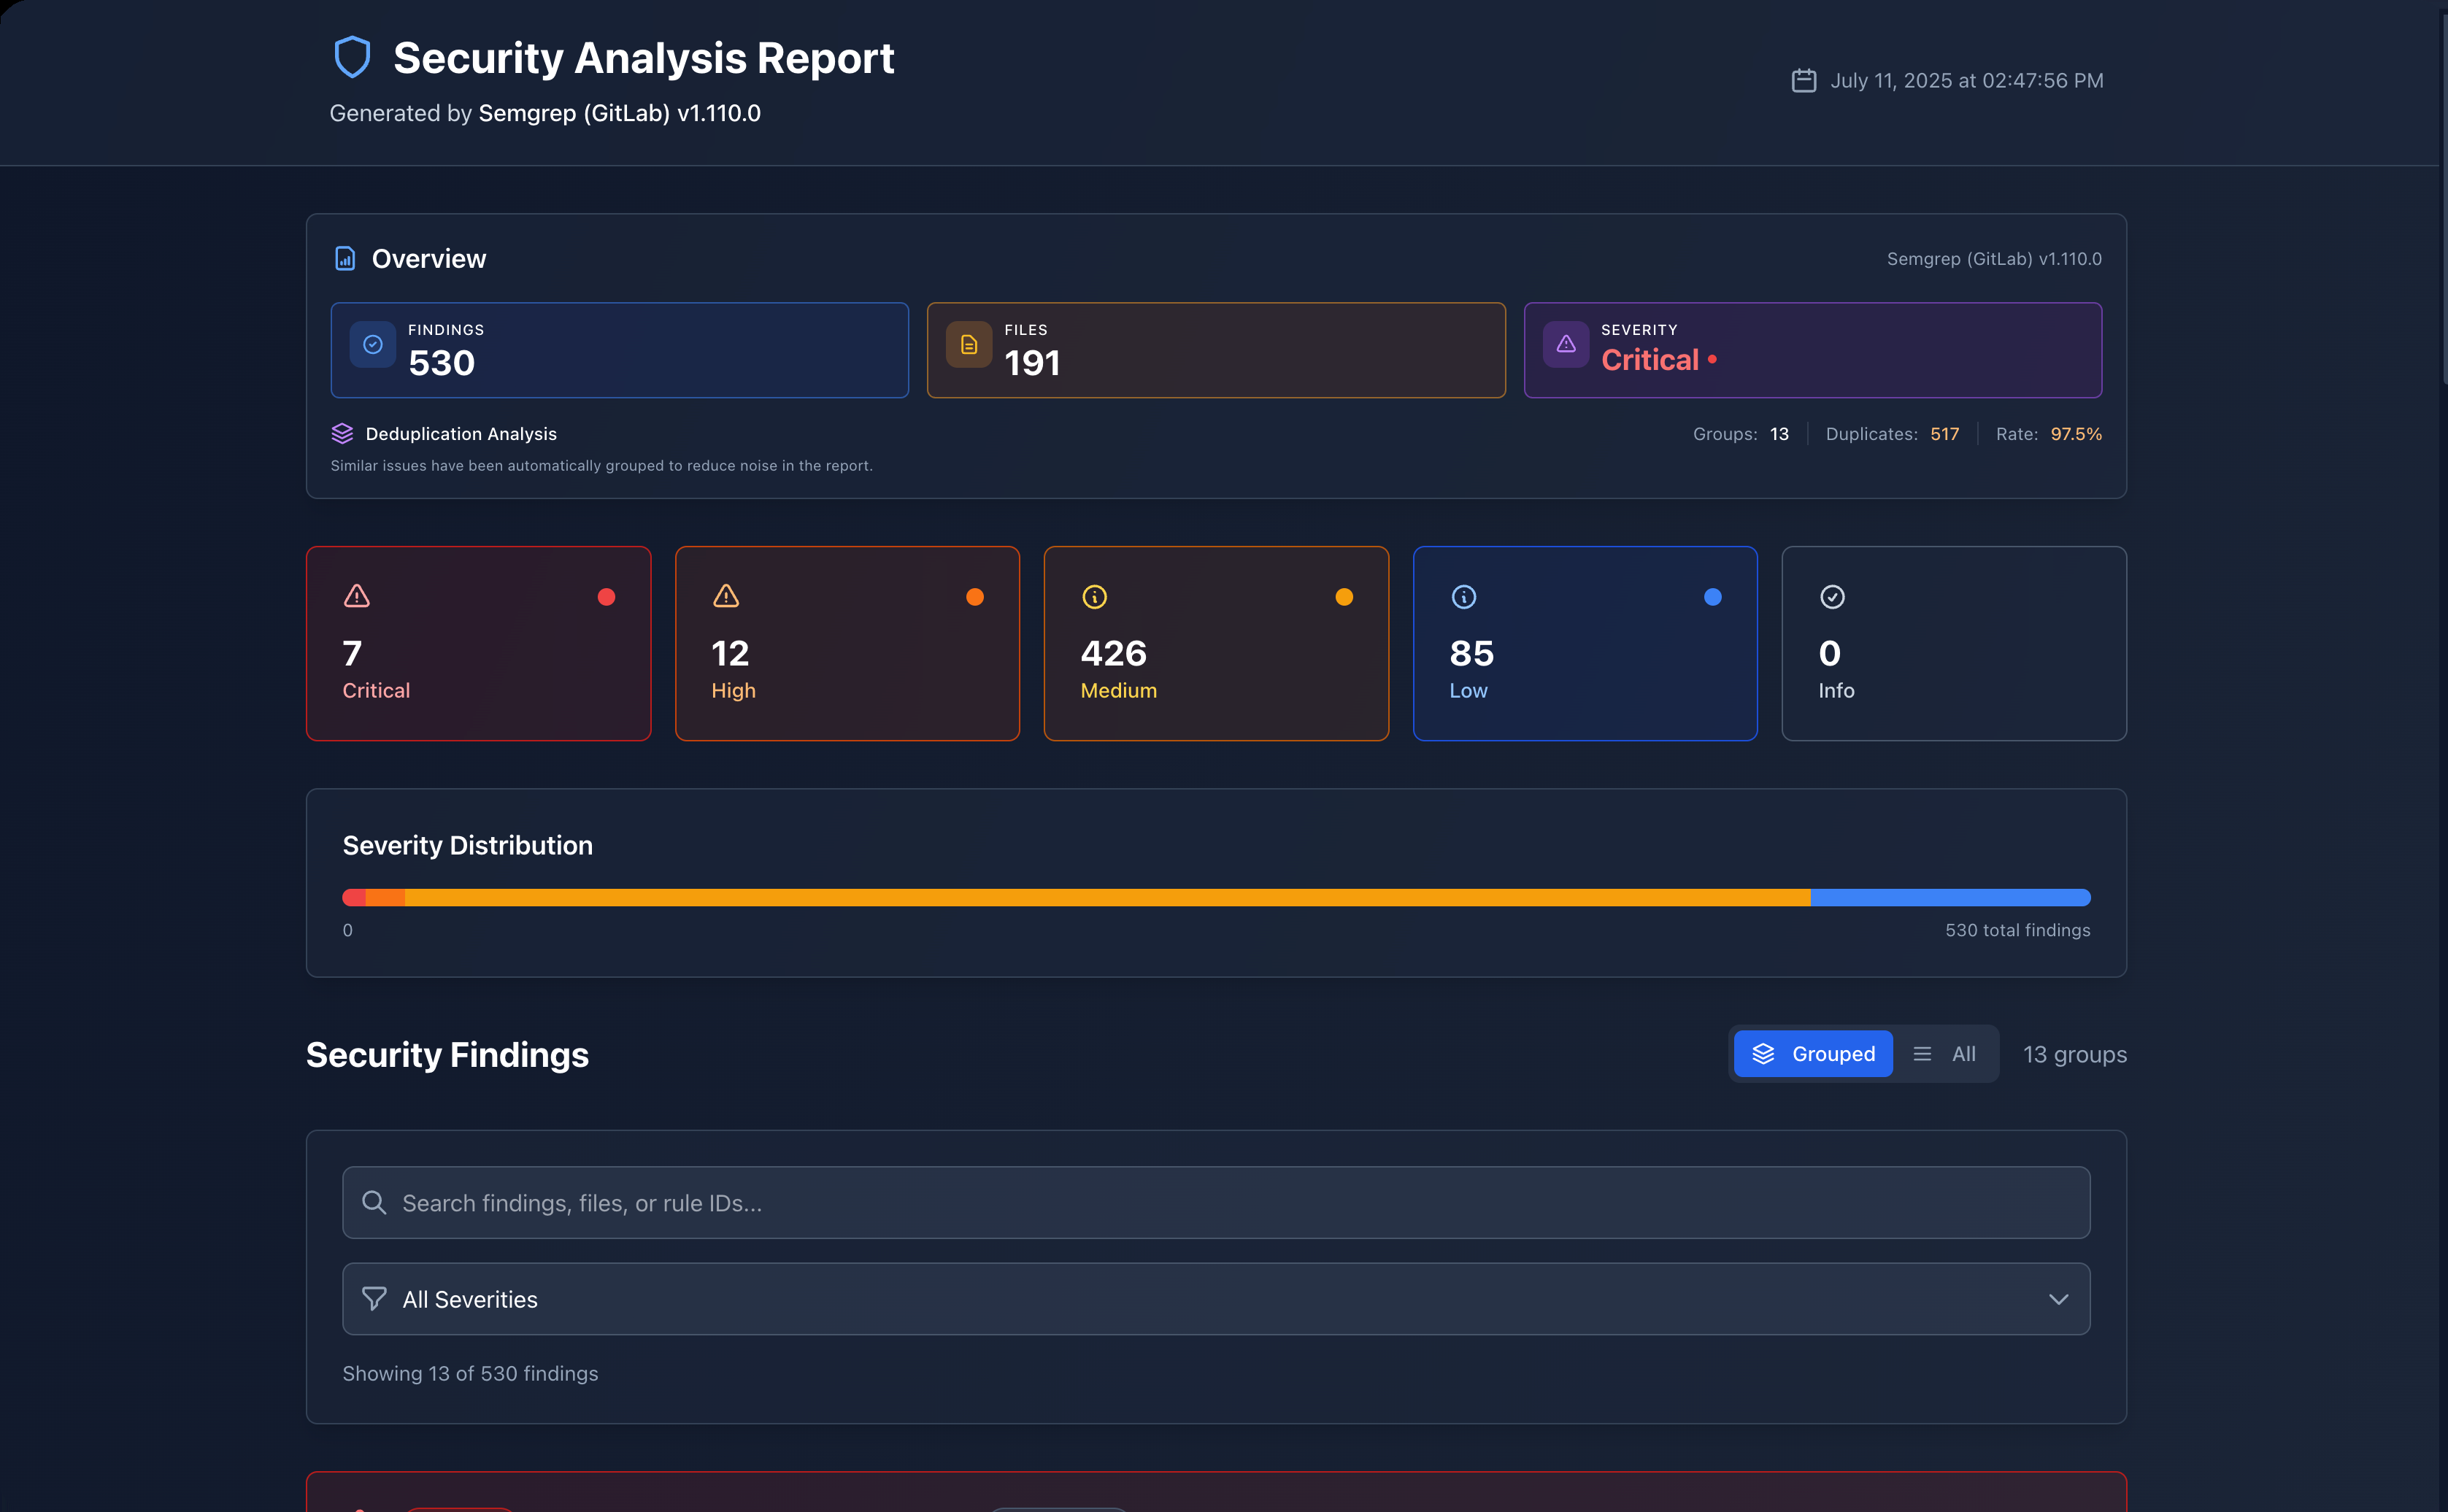 Security Analysis Report
Generated by Semgrep (GitLab) v1.110.0
July 11, 2025 at 02:47:56 PM
Overview
Semgrep (GitLab) v1.110.0
FINDINGS
530
FILES
191
SEVERITY
Critical
Deduplication Analysis
Groups: 13
Duplicates: 517
Rate: 97.5%
Similar issues have been automatically grouped to reduce noise in the report.
7
Critical
12
High
426
Medium
85
Low
0
Info
Severity Distribution
0
530 total findings
Security Findings
Grouped
All
13 groups
Search findings, files, or rule IDs...
All Severities
Showing 13 of 530 findings